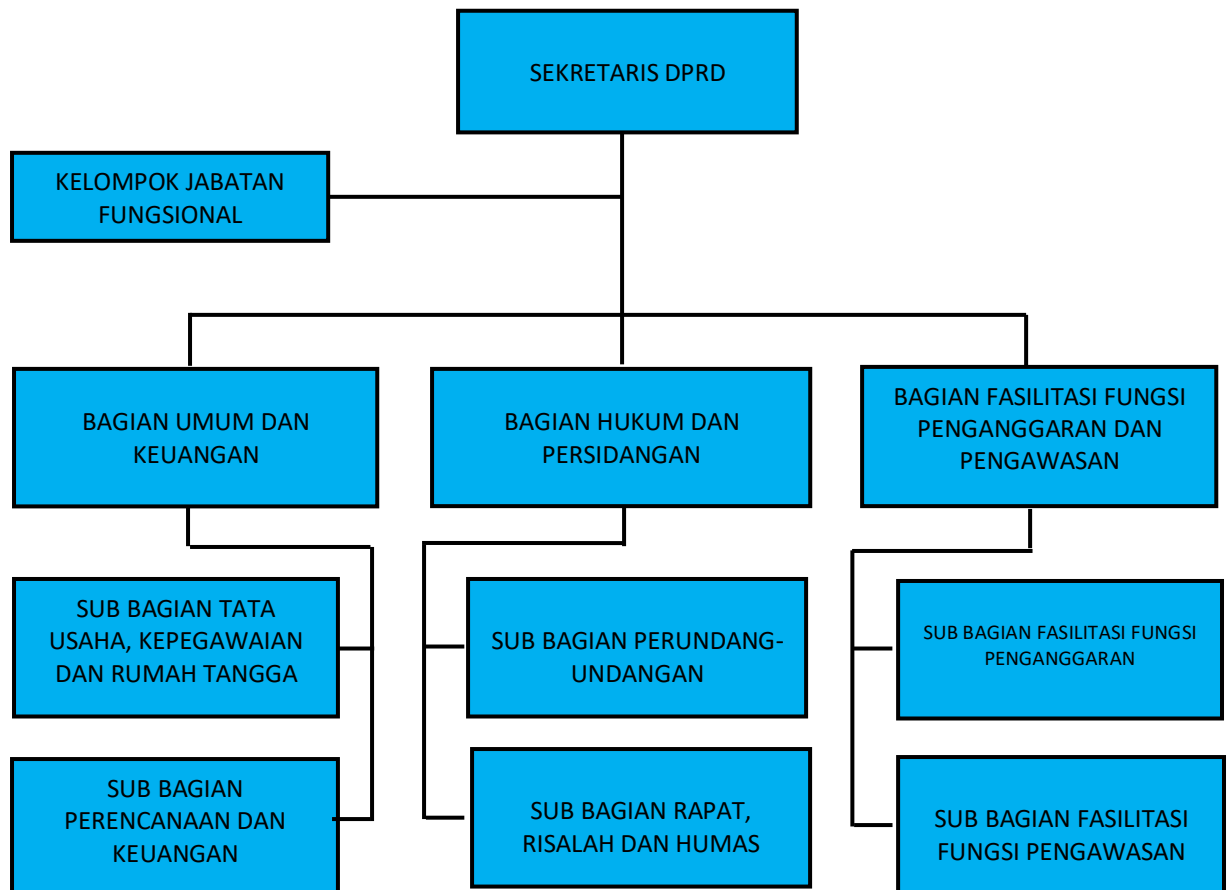 SEKRETARIS DPRD
KELOMPOK JABATAN
FUNGSIONAL
BAGIAN UMUM DAN
KEUANGAN
BAGIAN HUKUM DAN
PERSIDANGAN
BAGIAN FASILITASI FUNGSI
PENGANGGARAN DAN
PENGAWASAN
SUB BAGIAN TATA
USAHA, KEPEGAWAIAN
DAN RUMAH TANGGA
SUB BAGIAN PERUNDANG-
UNDANGAN
SUB BAGIAN FASILITASI FUNGSI
PENGANGGARAN
SUB BAGIAN
PERENCANAAN DAN
KEUANGAN
SUB BAGIAN RAPAT,
RISALAH DAN HUMAS
SUB BAGIAN FASILITASI
FUNGSI PENGAWASAN